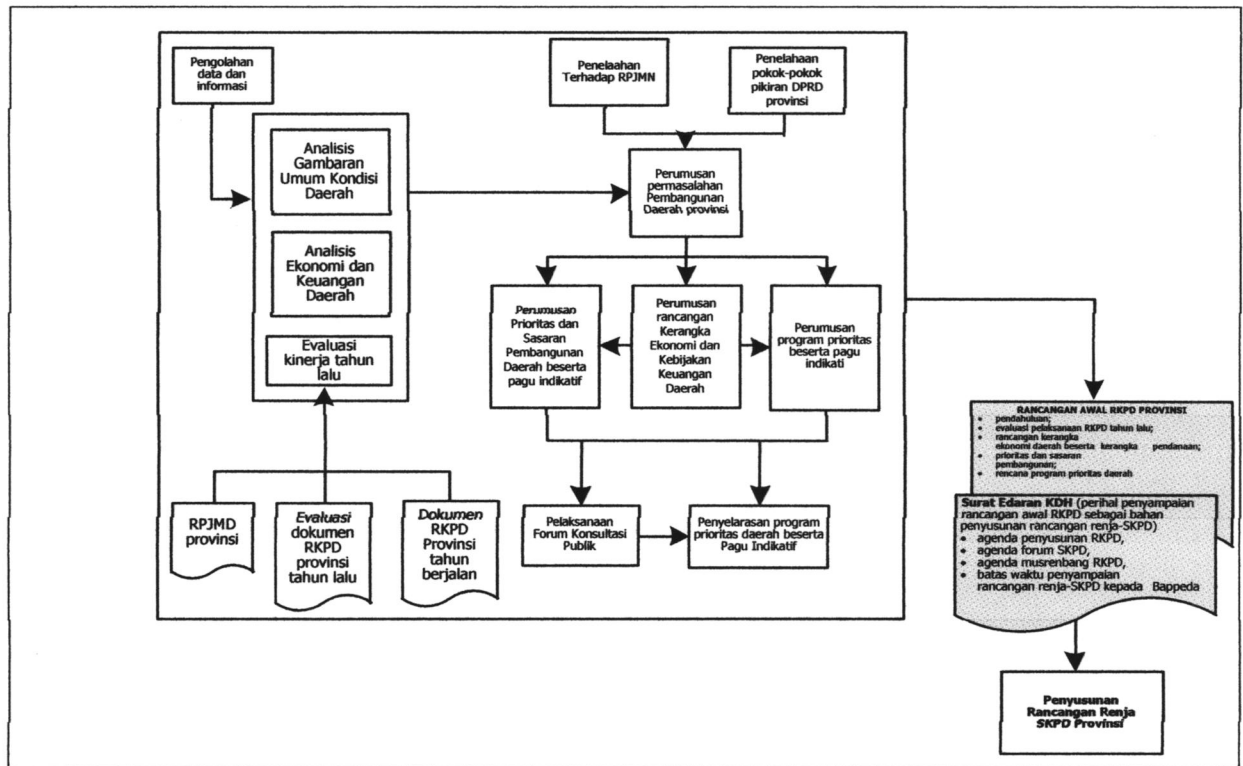 Pengolahan
data dan
informasi
Penelaahan
Terhadap RPJMN
Penelahaan
pokok-pokok
pikiran DPRD
provinsi
Analisis
Gambaran
Umum Kondisi
Daerah
Perumusan
permasalahan
Pembangunan
Daerah provinsi
Analisis
Ekonomi dan
Keuangan
Daerah
Evaluasi
kinerja tahun
lalu
Perumusan
Prioritas dan
Sasaran
Pembangunan
Daerah beserta
pagu indikatif
Perumusan
rancangan
Kerangka
Ekonomi dan
Kebijakan
Keuangan
Daerah
Perumusan
program prioritas
beserta pagu
indikati
RPJMD
provinsi
Evaluasi
dokumen
RKPD
provinsi
tahun lalu
Dokumen
RKPD
Provinsi
tahun
berjalan
Pelaksanaan
Forum Konsultasi
Publik
Penyelarasan program
prioritas daerah beserta
Pagu Indikatif
RANCANGAN AWAL RKPD PROVINSI
• pendahuluan;
• evaluasi pelaksanaan RKPD tahun lalu;
• rancangan kerangka
ekonomi daerah beserta kerangka pendanaan;
• prioritas dan sasaran
pembangunan;
• rencana program prioritas daerah
Surat Edaran KDH (perihal penyampaian
rancangan awal RKPD sebagai bahan
penyusunan rancangan renja-SKPD)
• agenda penyusunan RKPD,
• agenda forum SKPD,
• agenda musrenbang RKPD,
• batas waktu penyampaian
rancangan renja-SKPD kepada Bappeda
Penyusunan
Rancangan Renja
SKPD Provinsi